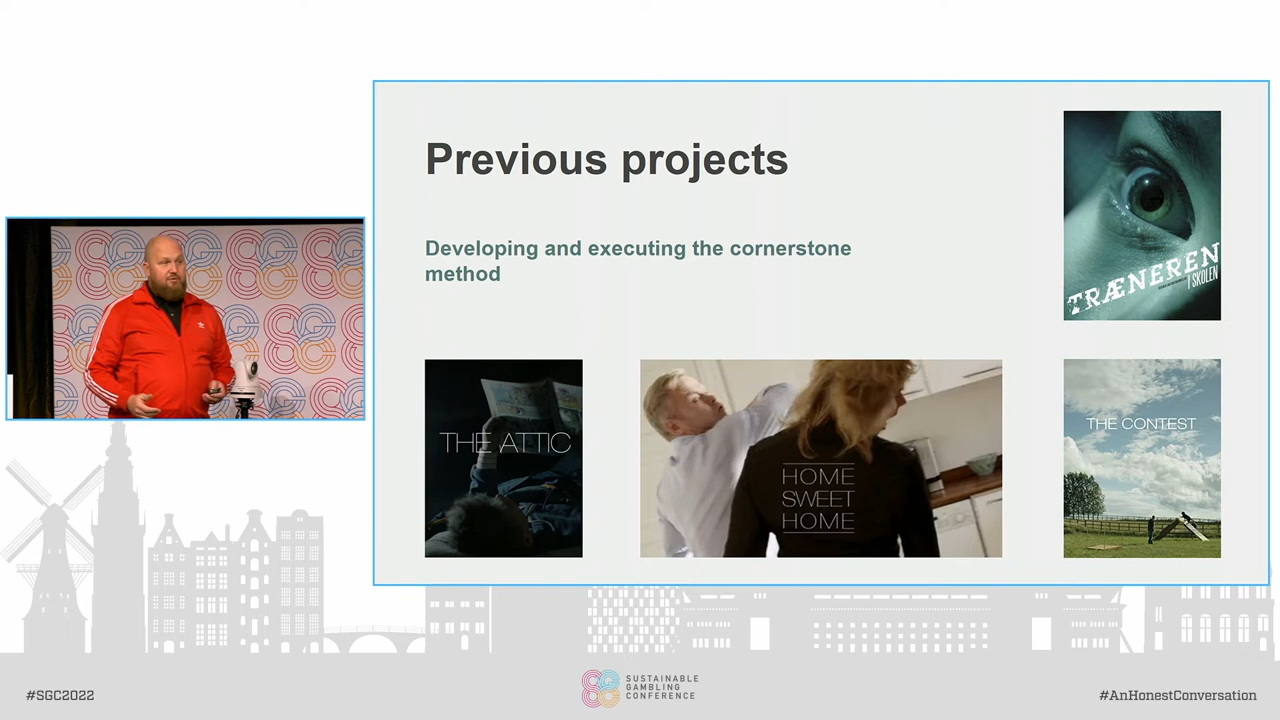 Previous projects
Developing and executing the cornerstone
method
TRÆNEREN
I SKOLEN
THE ATTIC
HOME
SWEET
HOME
THE CONTEST
#SGC2022
SUSTAINABLE
GAMBLING
CONFERENCE
#AnHonestConversation